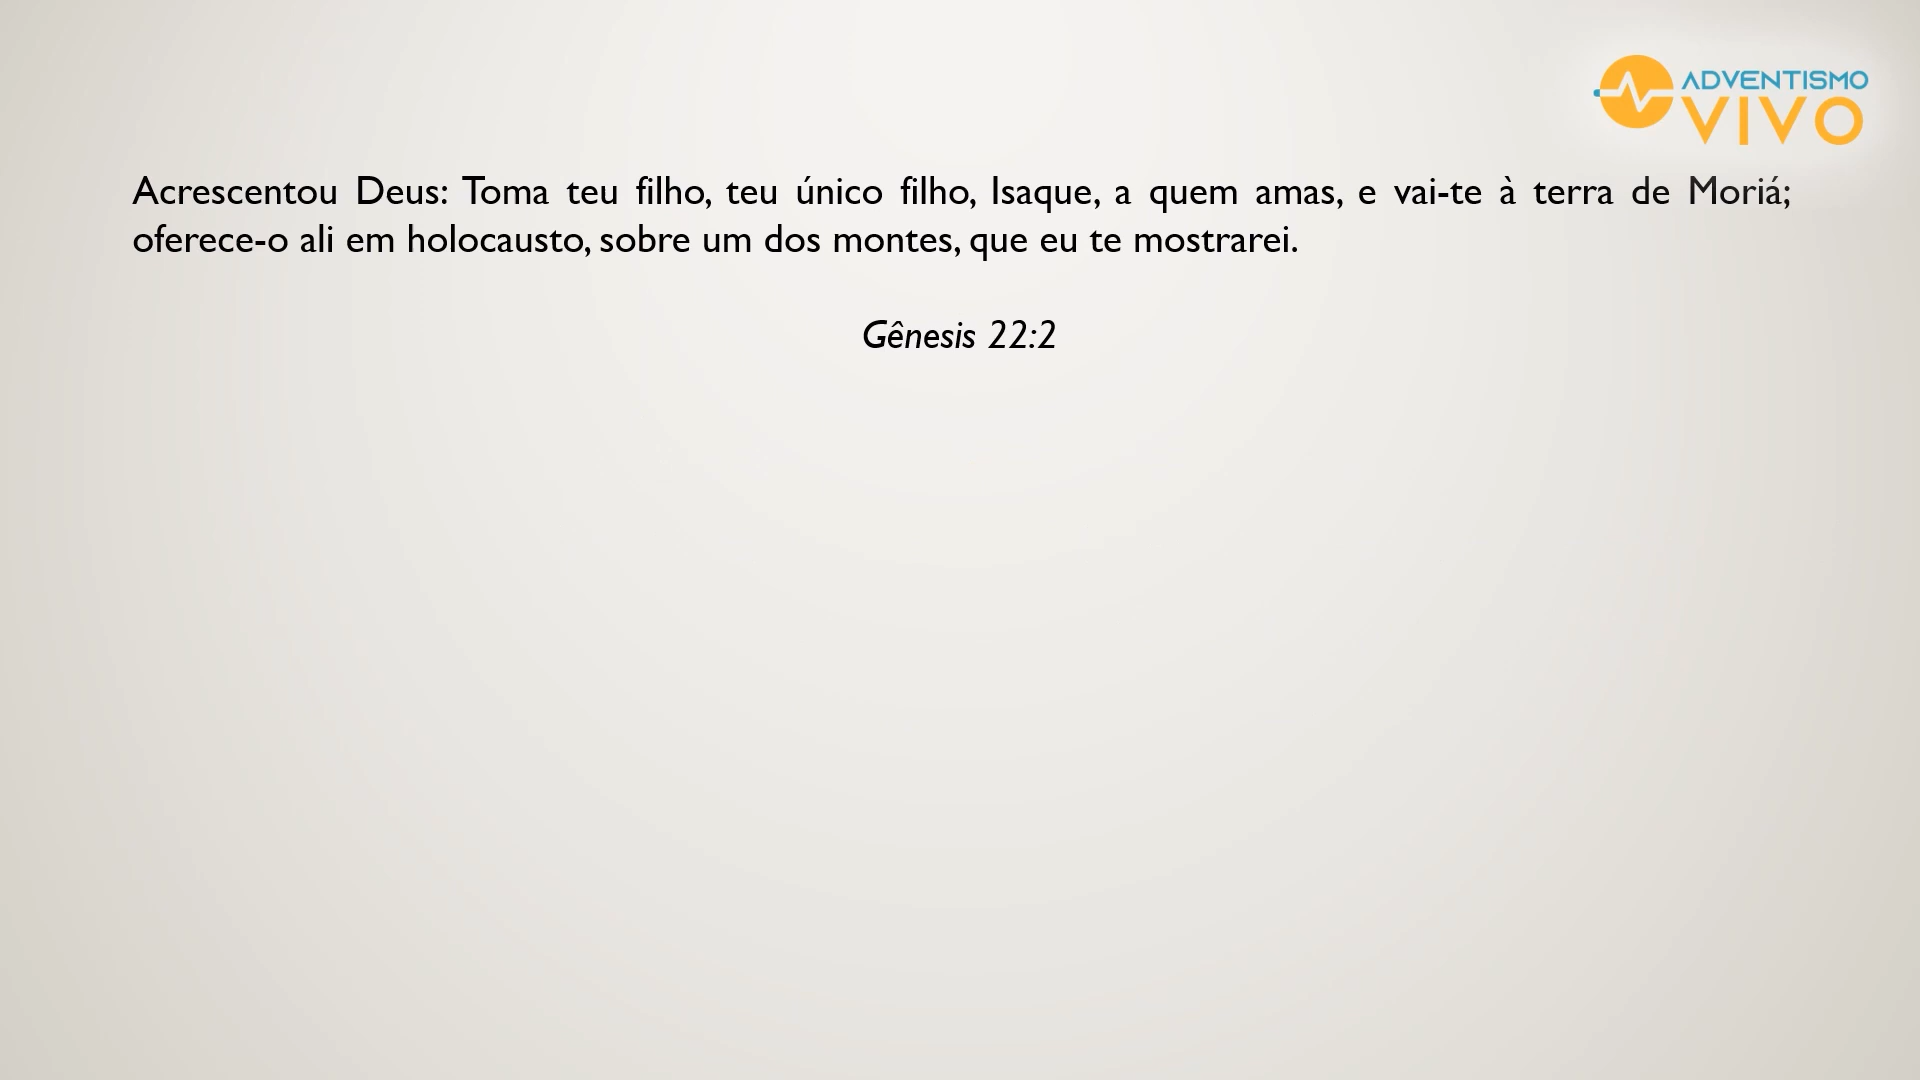 ADVENTISMO
VIVO
Acrescentou Deus: Toma teu filho, teu único filho, Isaque, a quem amas, e vai-te à terra de Moriá;
oferece-o ali em holocausto, sobre um dos montes, que eu te mostrarei.
Gênesis 22:2